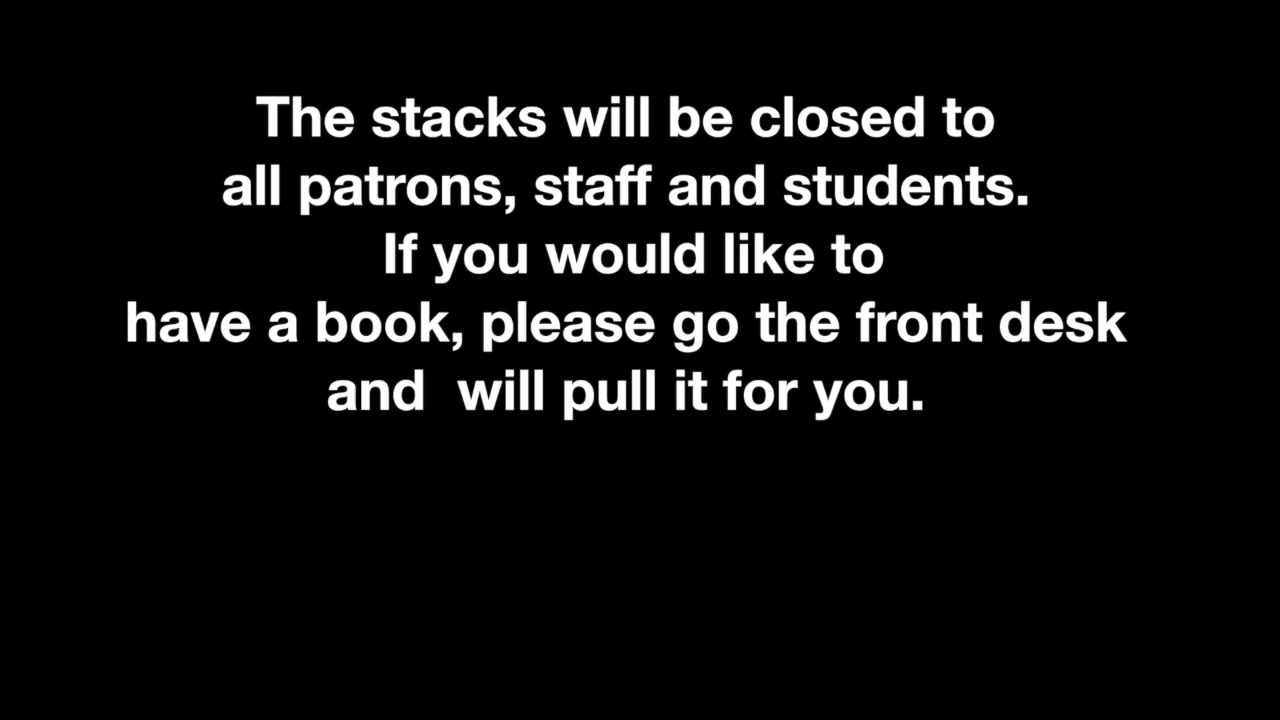 The stacks will be closed to
all patrons, staff and students.
If you would like to
have a book, please go the front desk
and  will pull it for you.